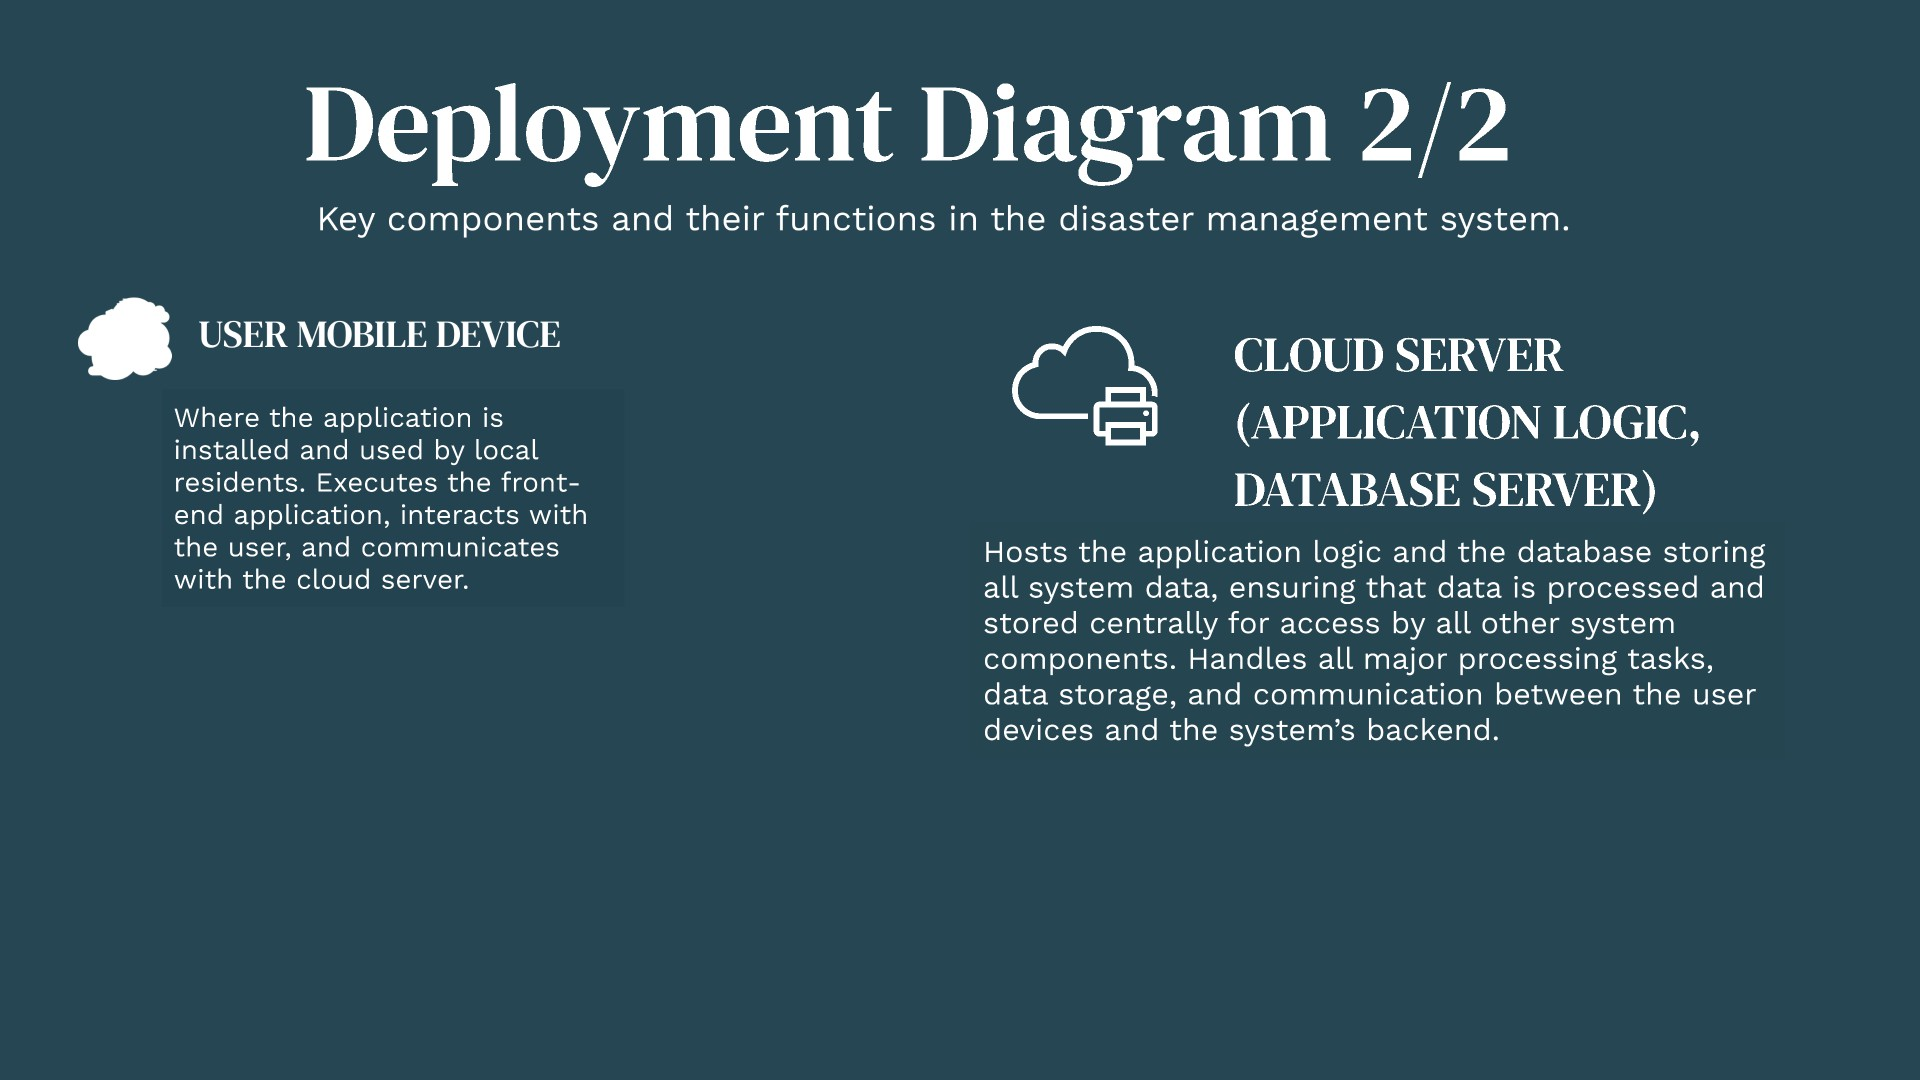 Deployment Diagram 2/2
Key components and their functions in the disaster management system.
USER MOBILE DEVICE
Where the application is
installed and used by local
residents. Executes the front-
end application, interacts with
the user, and communicates
with the cloud server.
CLOUD SERVER
(APPLICATION LOGIC,
DATABASE SERVER)
Hosts the application logic and the database storing
all system data, ensuring that data is processed and
stored centrally for access by all other system
components. Handles all major processing tasks,
data storage, and communication between the user
devices and the system’s backend.